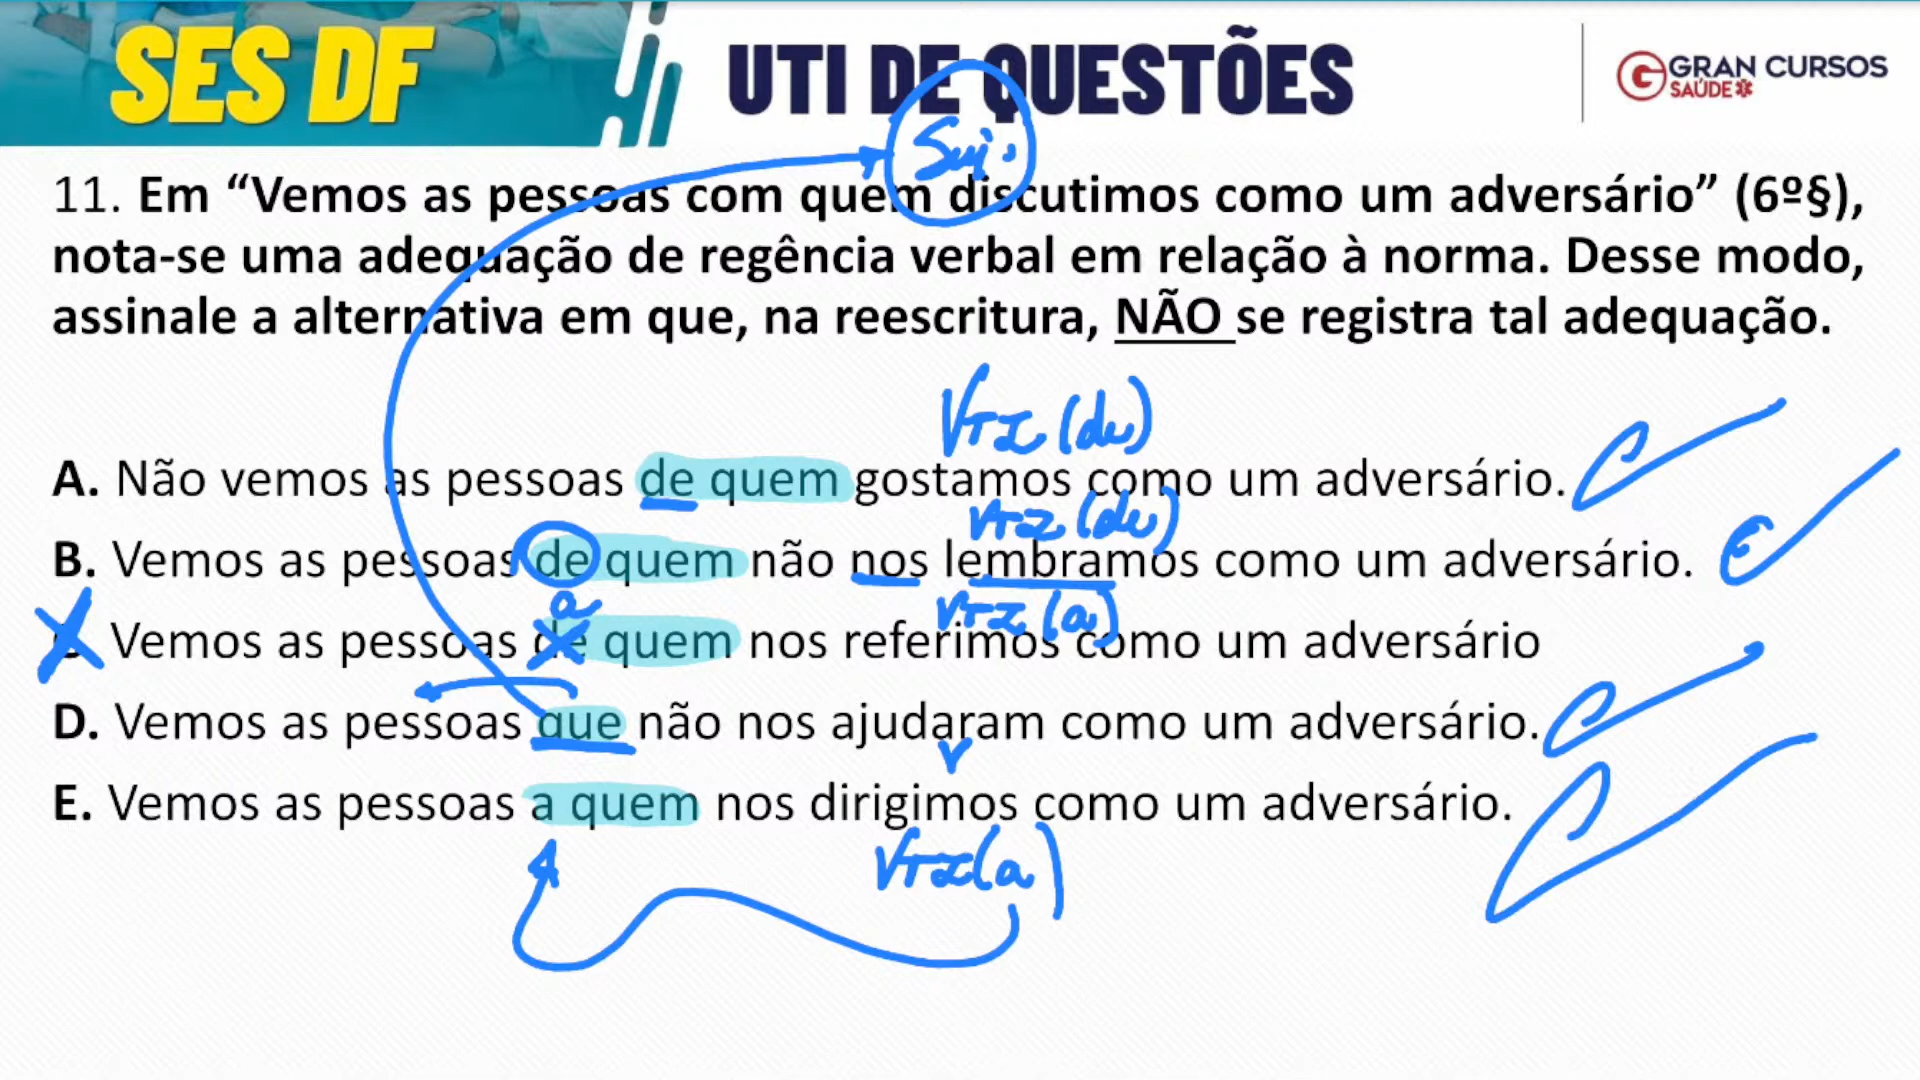 SES DF
UTI DE QUESTÕES
GRAN CURSOS
SAÚDE
Suj.
11. Em “Vemos as pessoas com quem discutimos como um adversário” (6º§),
nota-se uma adequação de regência verbal em relação à norma. Desse modo,
assinale a alternativa em que, na reescritura, NÃO se registra tal adequação.
VTI (de)
A. Não vemos as pessoas de quem gostamos como um adversário. C
VTI (de)
B. Vemos as pessoas de quem não nos lembramos como um adversário.
a VTI (a)
Vemos as pessoas de quem nos referimos como um adversário
D. Vemos as pessoas que não nos ajudaram como um adversário. C
E. Vemos as pessoas a quem nos dirigimos como um adversário. C
VTI (a)